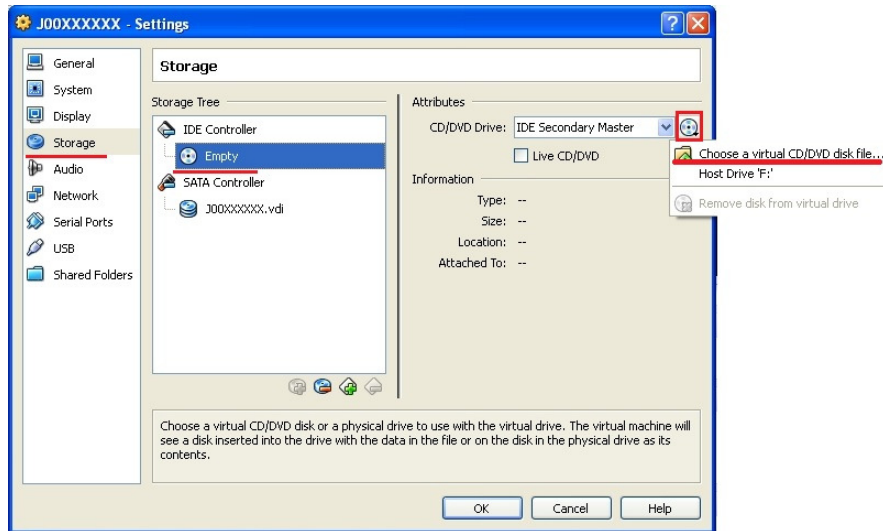 J00XXXXXX - Settings
General
System
Display
Storage
Audio
Network
Serial Ports
USB
Shared Folders
Storage
Storage Tree
IDE Controller
Empty
SATA Controller
J00XXXXXX.vdi
Attributes
CD/DVD Drive: IDE Secondary Master
Live CD/DVD
Information
Type: --
Size: --
Location: --
Attached To: --
Choose a virtual CD/DVD disk file...
Host Drive 'F:'
Remove disk from virtual drive
Choose a virtual CD/DVD disk or a physical drive to use with the virtual drive. The virtual machine will
see a disk inserted into the drive with the data in the file or on the disk in the physical drive as its
contents.
OK Cancel Help